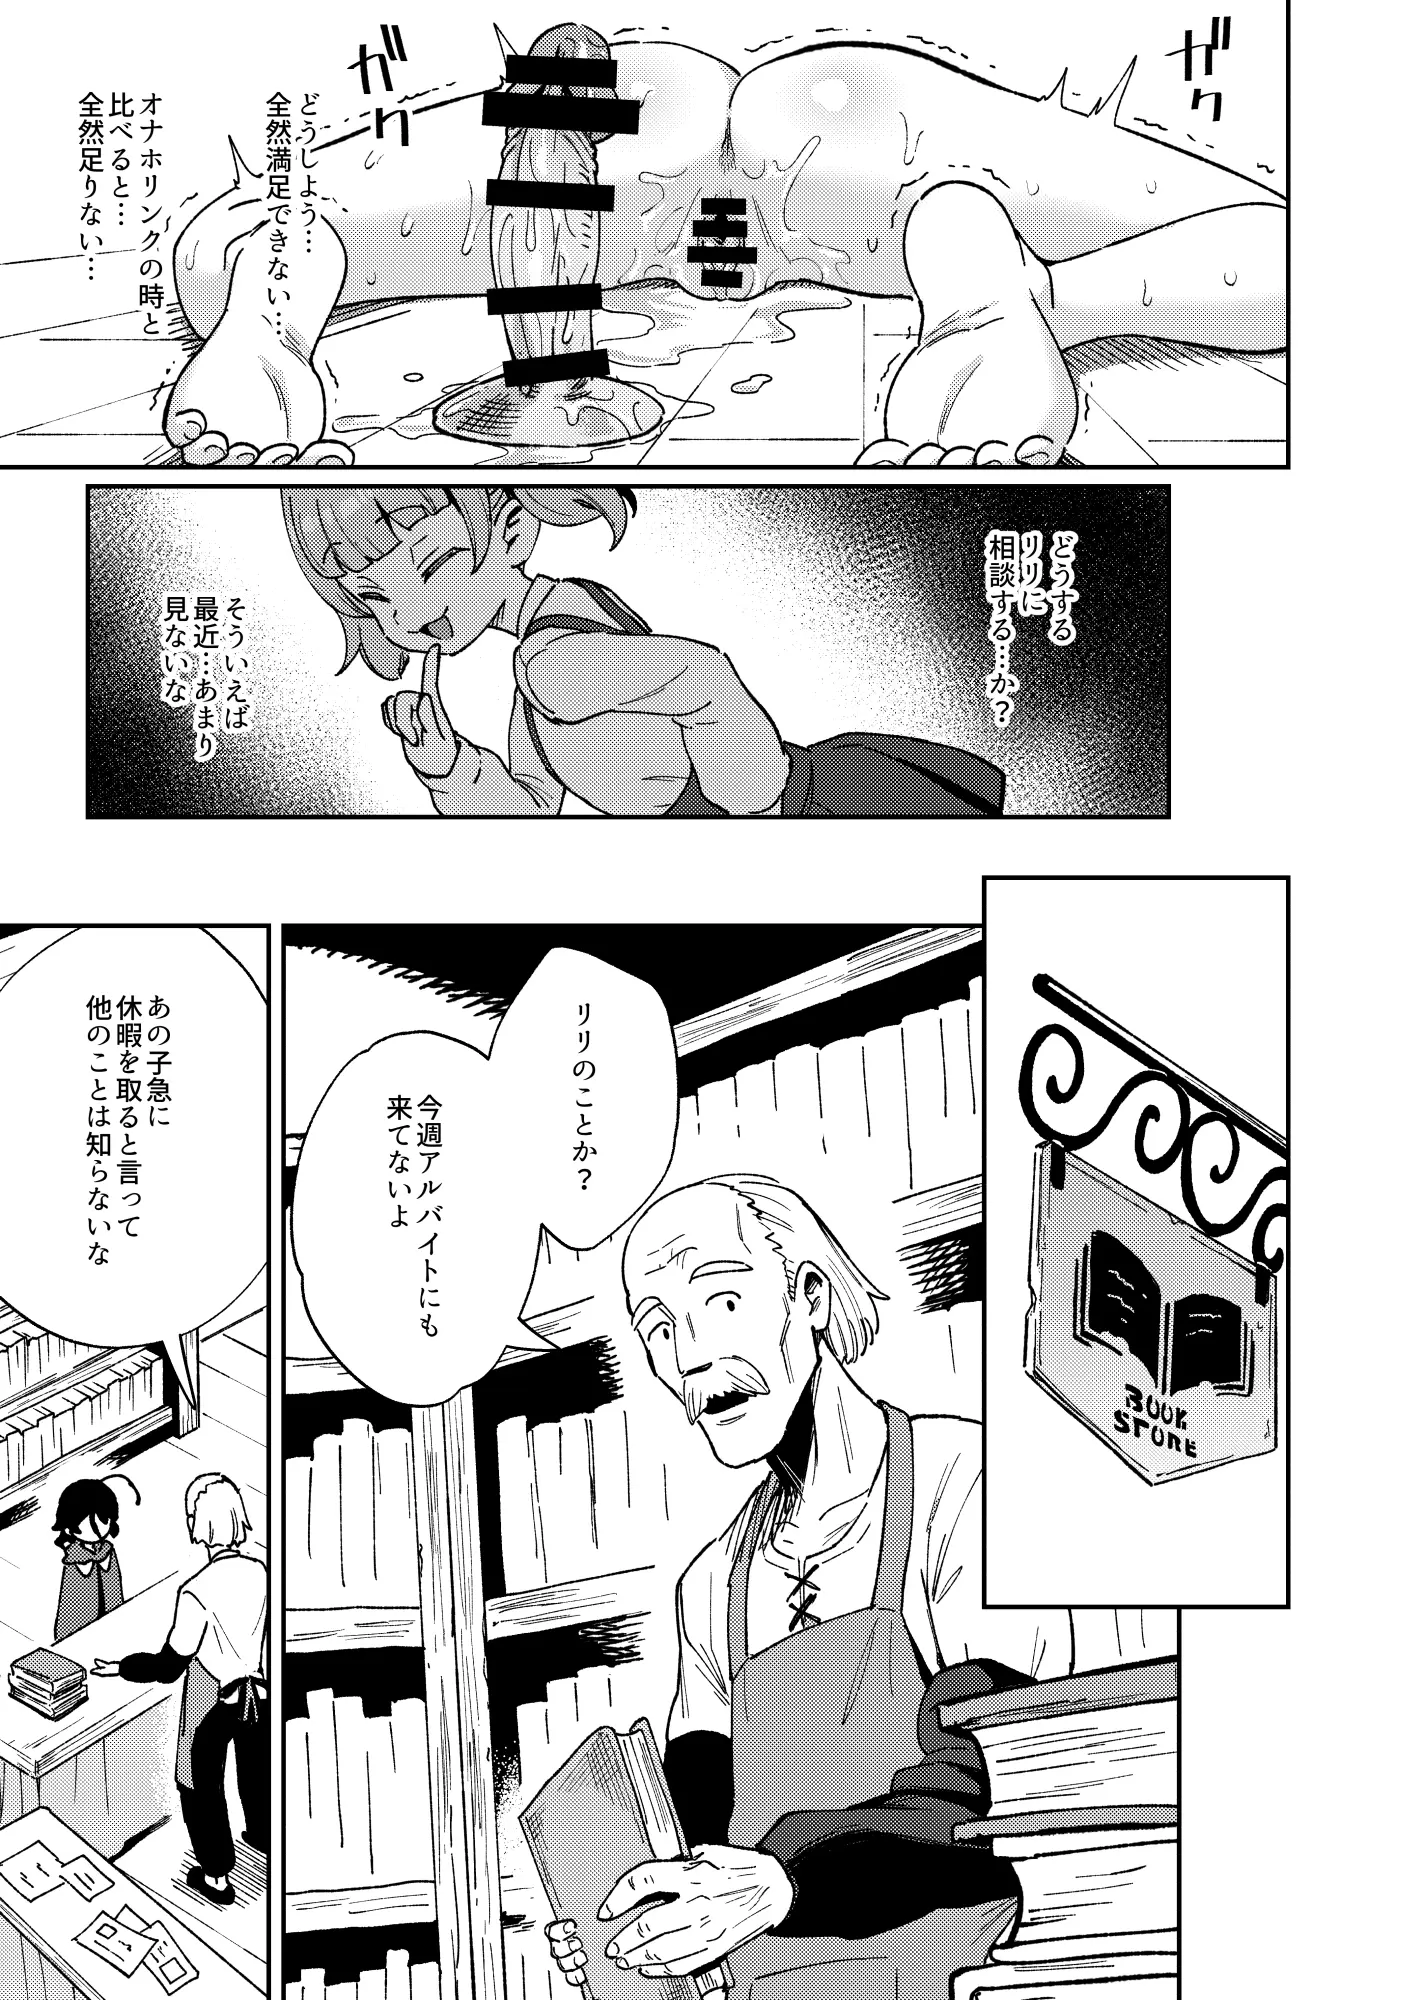 ガク
ガク
どうしよう…
全然満足できない…
オナホリンクの時と
比べると…
全然足りない…
どうする
リリに
相談する…か？
そういえば
最近…あまり
見ないな
BOOK
STORE
リリのことか？
今週アルバイトにも
来てないよ
あの子急に
休暇を取ると言って
他のことは知らないな